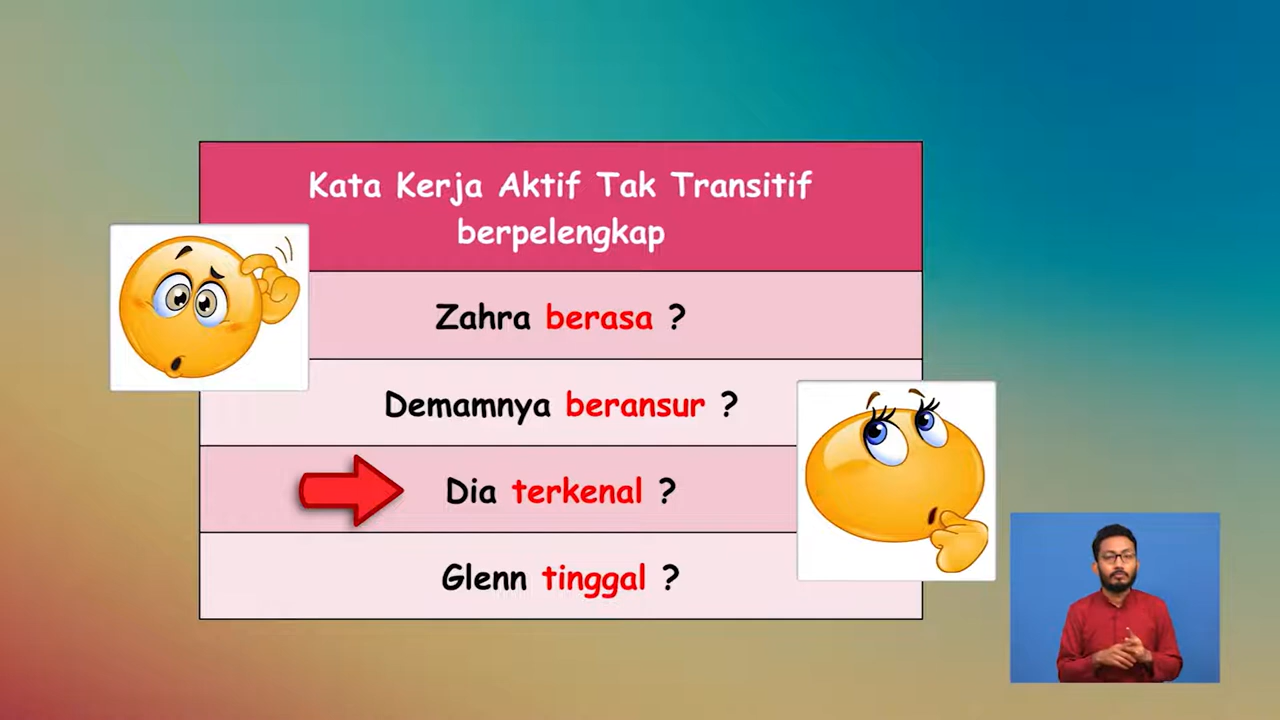 Kata Kerja Aktif Tak Transitif
berpelengkap
Zahra berasa ?
Demamnya beransur ?
Dia terkenal ?
Glenn tinggal ?